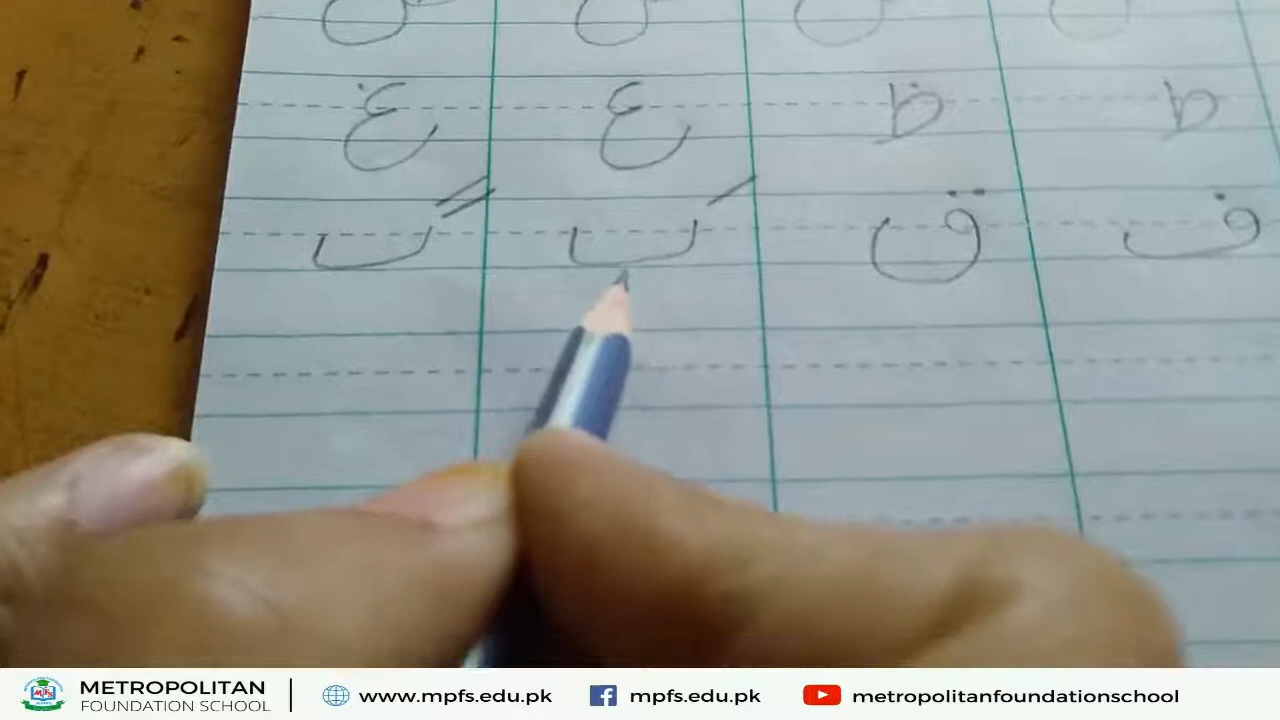 ط ظ ع غ
ف ق ک گ
METROPOLITAN
FOUNDATION SCHOOL
www.mpfs.edu.pk
mpfs.edu.pk
metropolitanfoundationschool